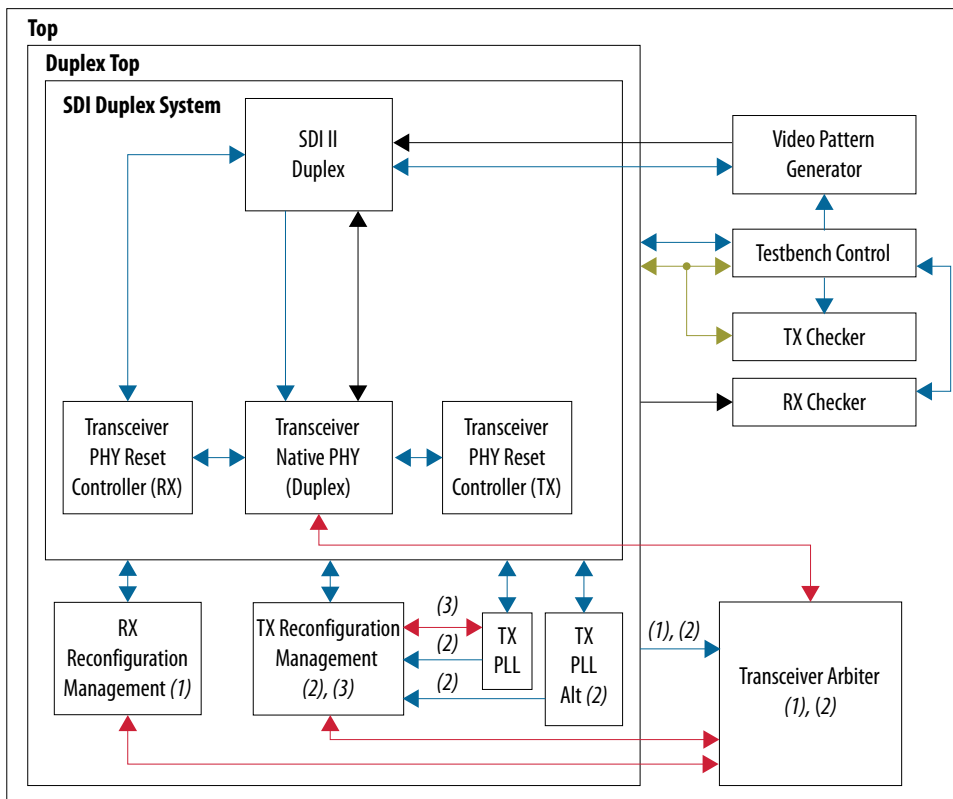 Top
Duplex Top
SDI Duplex System
SDI II
Duplex
Video Pattern
Generator
Testbench Control
TX Checker
RX Checker
Transceiver
PHY Reset
Controller (RX)
Transceiver
Native PHY
(Duplex)
Transceiver
PHY Reset
Controller (TX)
RX
Reconfiguration
Management (1)
TX Reconfiguration
Management
(2), (3)
(3)
(2)
(2)
TX
PLL
TX
PLL
Alt (2)
(1), (2)
Transceiver Arbiter
(1), (2)